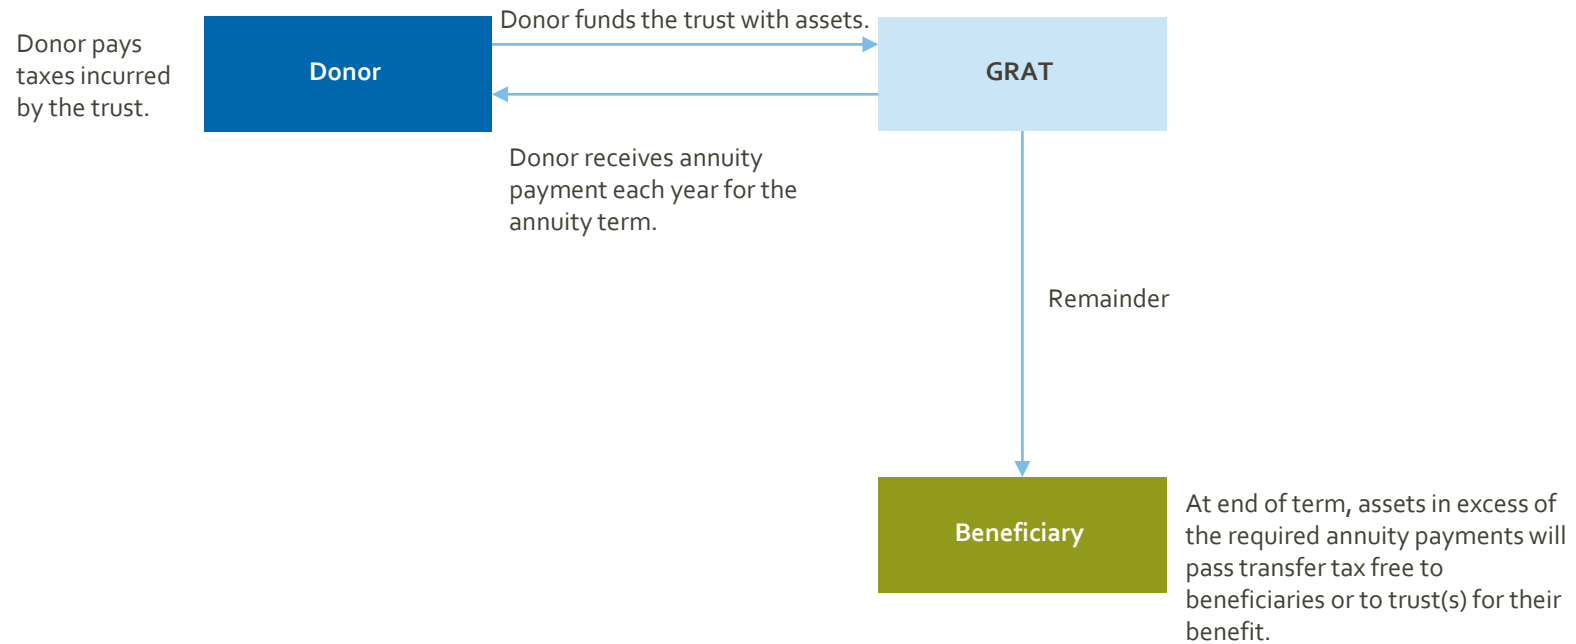 Donor funds the trust with assets.
Donor pays
taxes incurred
by the trust.
Donor
GRAT
Donor receives annuity
payment each year for the
annuity term.
Remainder
Beneficiary
At end of term, assets in excess of
the required annuity payments will
pass transfer tax free to
beneficiaries or to trust(s) for their
benefit.